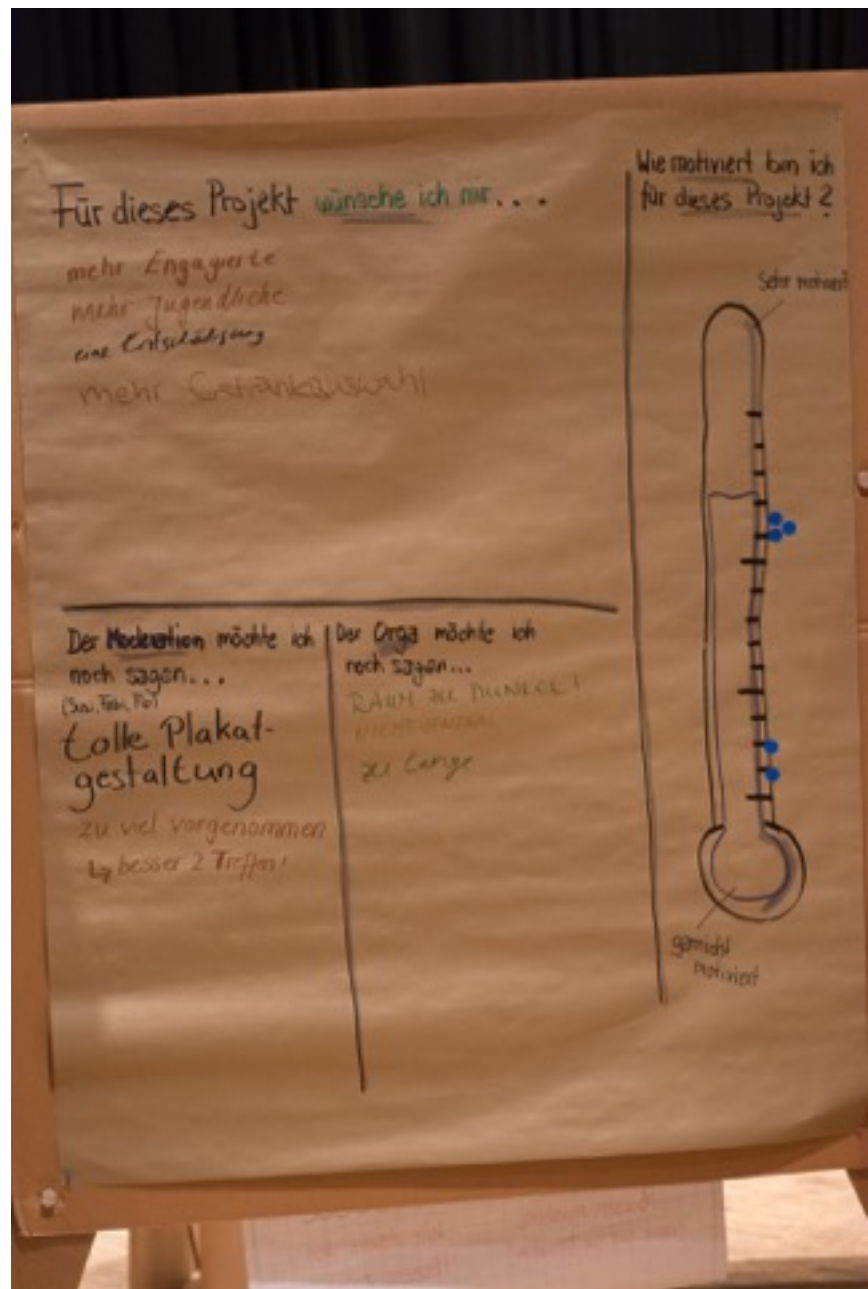 Für dieses Projekt wünsche ich mir...
mehr Engagierte
mehr Jugendliche
eine Entschädigung
mehr Getränkeauswahl
Wie motiviert bin ich
für dieses Projekt?
Sehr motiviert
garnicht
motiviert
Der Moderation möchte ich
noch sagen...
tolle Plakat-
gestaltung
zu viel vorgenommen
↳ besser 2 Treffen!
Der Orga möchte ich
noch sagen...
RAUM ZU DUNKEL!
zu lange